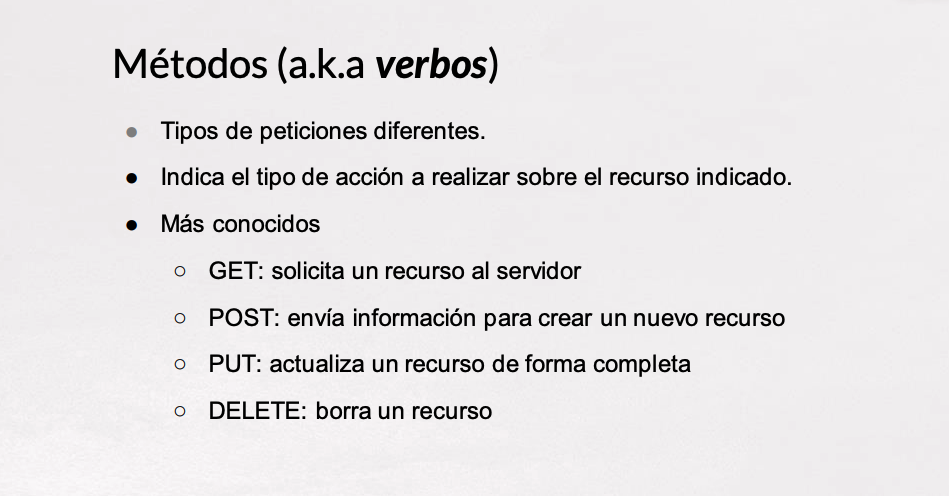 Métodos (a.k.a verbos)
● Tipos de peticiones diferentes.
● Indica el tipo de acción a realizar sobre el recurso indicado.
● Más conocidos
○ GET: solicita un recurso al servidor
○ POST: envía información para crear un nuevo recurso
○ PUT: actualiza un recurso de forma completa
○ DELETE: borra un recurso